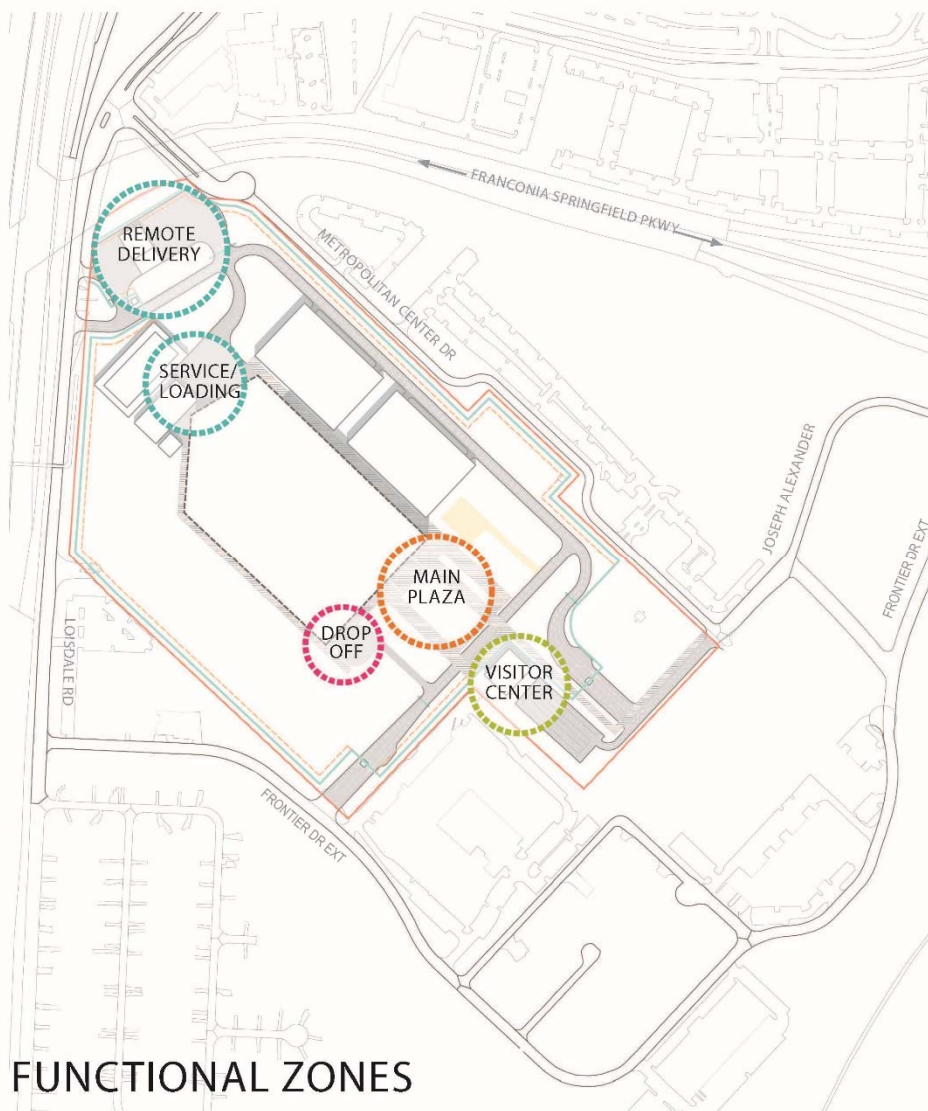 FRANCONIA SPRINGFIELD PKWY
REMOTE
DELIVERY
METROPOLITAN CENTER DR
SERVICE/
LOADING
JOSEPH ALEXANDER
FRONTIER DR EXT
MAIN
PLAZA
DROP
OFF
LOISDALE RD
VISITOR
CENTER
FRONTIER DR EXT
FUNCTIONAL ZONES